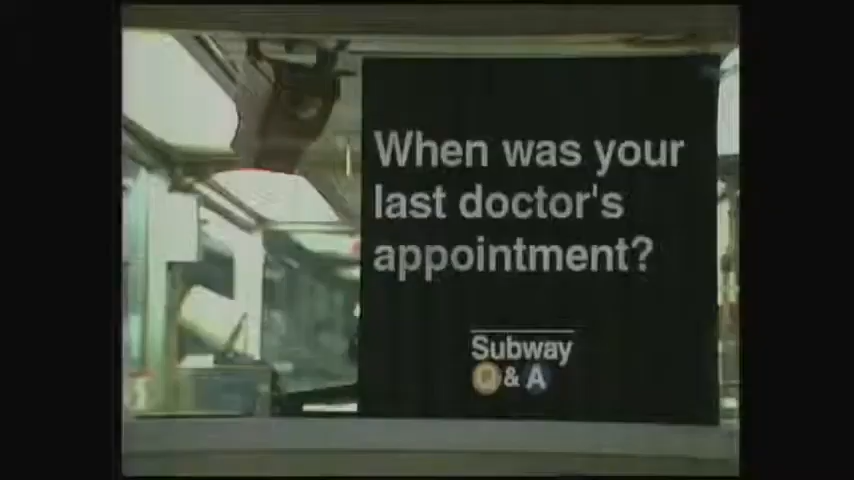 When was your
last doctor's
appointment?
Subway
Q & A